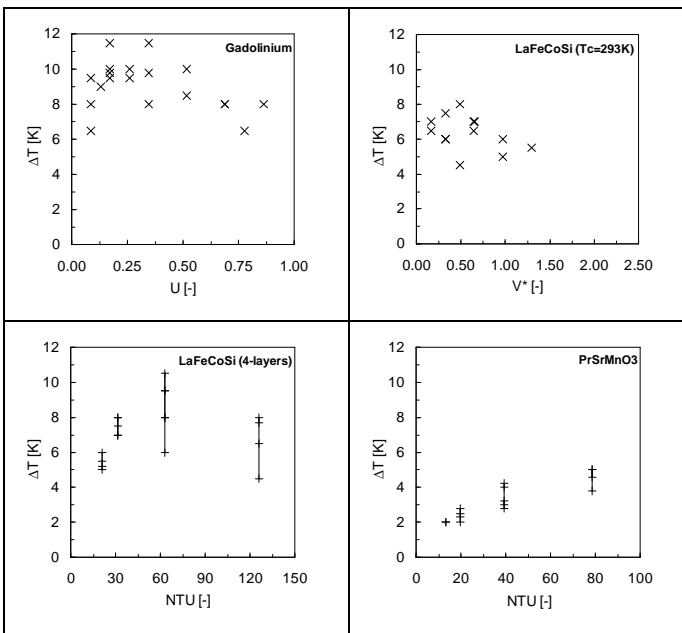 Gadolinium
12
10
8
6
4
2
0
ΔT [K]
0.00 0.25 0.50 0.75 1.00
U [-]
LaFeCoSi (Tc=293K)
12
10
8
6
4
2
0
ΔT [K]
0.00 0.50 1.00 1.50 2.00 2.50
V* [-]
LaFeCoSi (4-layers)
12
10
8
6
4
2
0
ΔT [K]
0 30 60 90 120 150
NTU [-]
PrSrMnO3
12
10
8
6
4
2
0
ΔT [K]
0 20 40 60 80 100
NTU [-]